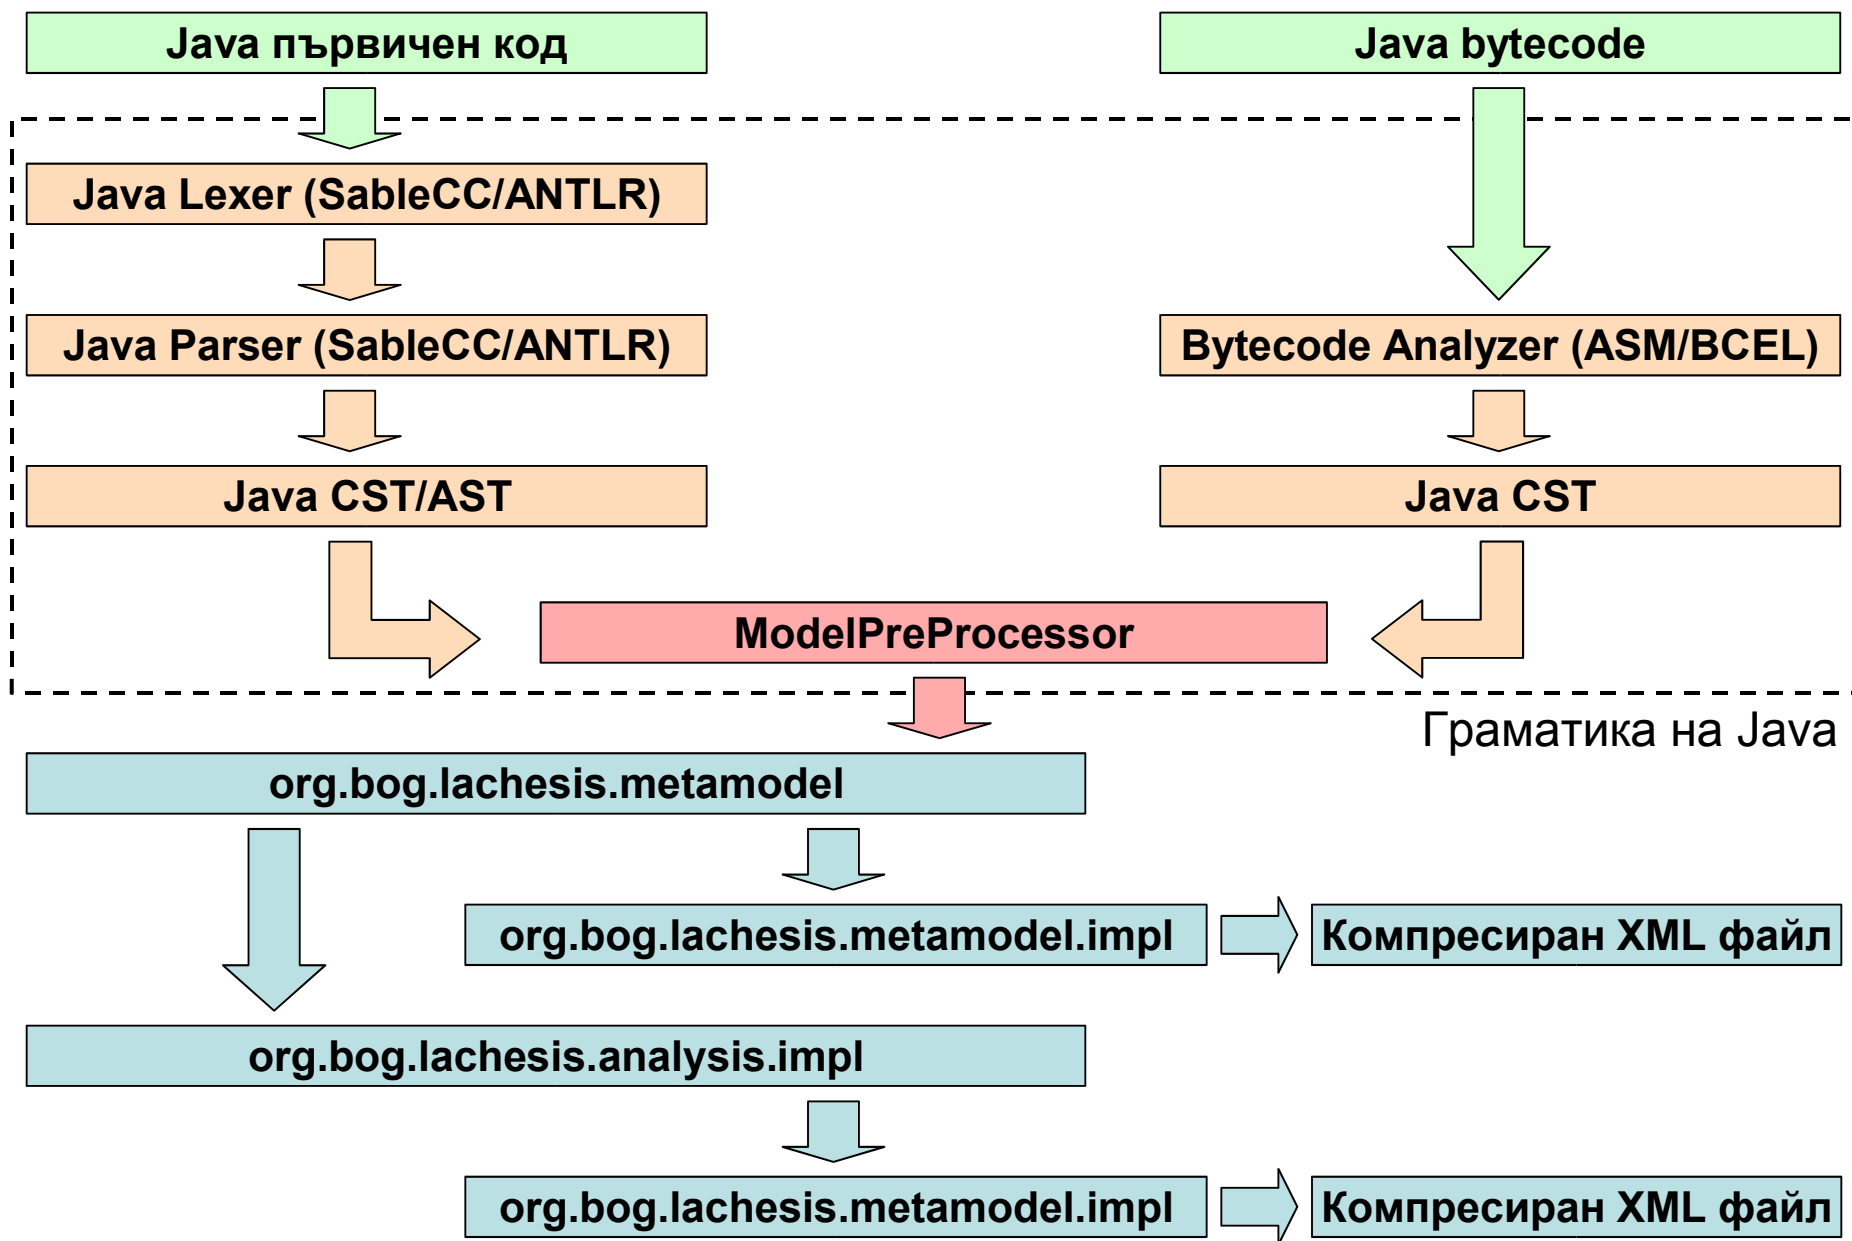 Java първичен код
Java bytecode
Java Lexer (SableCC/ANTLR)
Java Parser (SableCC/ANTLR)
Bytecode Analyzer (ASM/BCEL)
Java CST/AST
Java CST
ModelPreProcessor
Граматика на Java
org.bog.lachesis.metamodel
org.bog.lachesis.metamodel.impl
Компресиран XML файл
org.bog.lachesis.analysis.impl
org.bog.lachesis.metamodel.impl
Компресиран XML файл